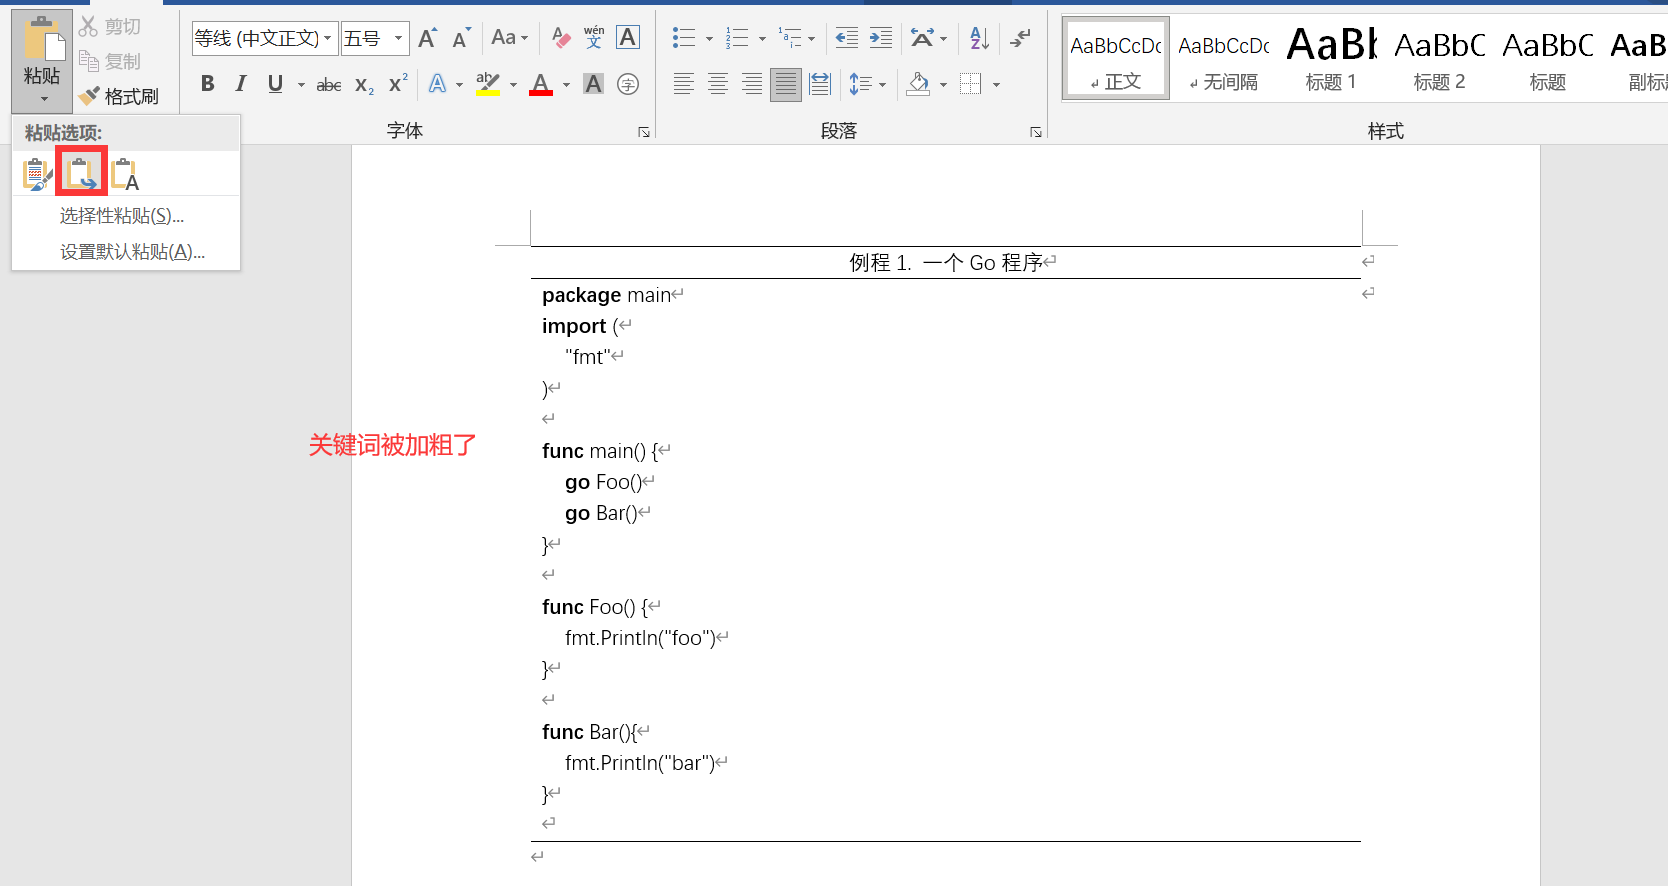 粘贴
剪切
复制
格式刷
等线 (中文正文)
五号
A A Aa A wén 文 A
B I U abc X₂ X² A ab A A 字
字体
段落
AaBbCcDc
正文
AaBbCcDc
无间隔
AaBl
标题 1
AaBbC
标题 2
AaBbC
标题
AaB
副标
样式
粘贴选项:
选择性粘贴(S)...
设置默认粘贴(A)...
例程 1. 一个 Go 程序
package main
import (
"fmt"
)
关键词被加粗了
func main() {
go Foo()
go Bar()
}
func Foo() {
fmt.Println("foo")
}
func Bar(){
fmt.Println("bar")
}